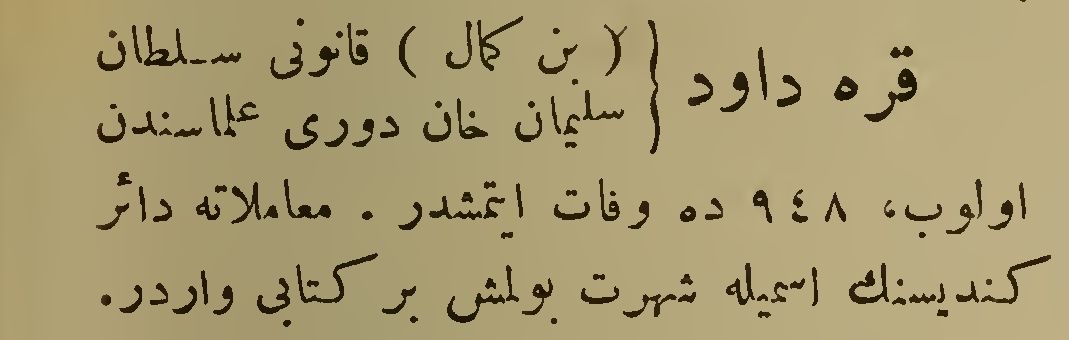 قره داود { ( بن كمال ) قانونى سلطان
سليمان خان دورى علماسندن
اولوب، ٩٤٨ ده وفات ايتمشدر . معاملاته دائر
كنديسنك اسميله شهرت بولمش بر كتابى واردر.